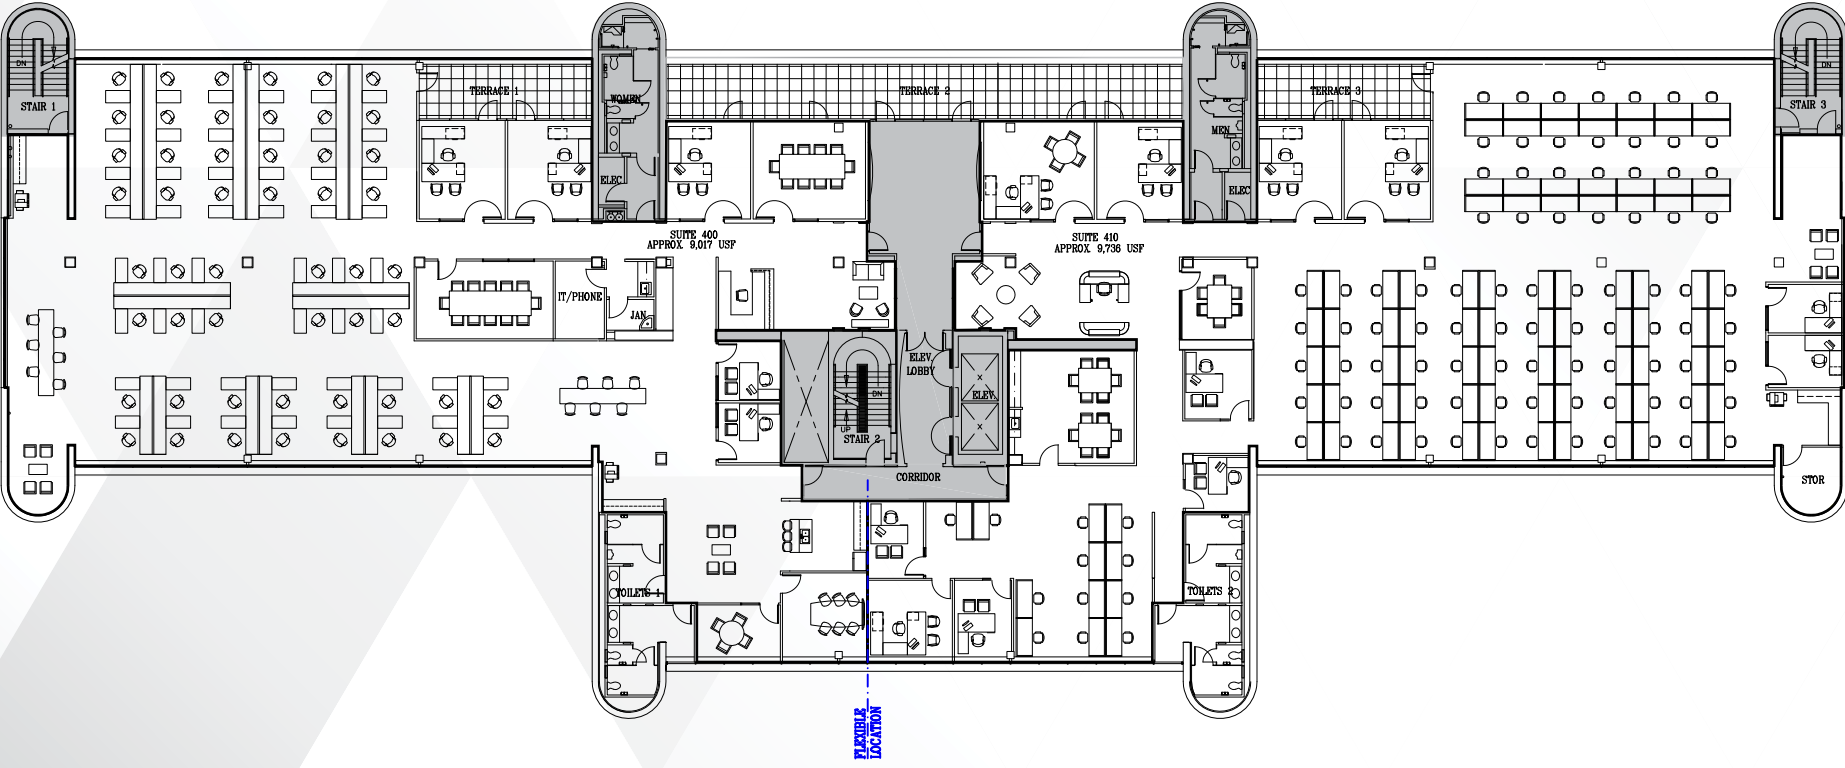 DN
STAIR 1
TERRACE 1
WOMEN
TERRACE 2
MEN
TERRACE 3
DN
STAIR 3
ELEC
ELEC
SUITE 400
APPROX. 9,017 USF
SUITE 410
APPROX. 9,736 USF
IT/PHONE
JAN
ELEV.
LOBBY
X
ELEV.
X
DN
UP
STAIR 2
CORRIDOR
STOR
TOILETS 1
TOILETS 2
FLEXIBLE
LOCATION